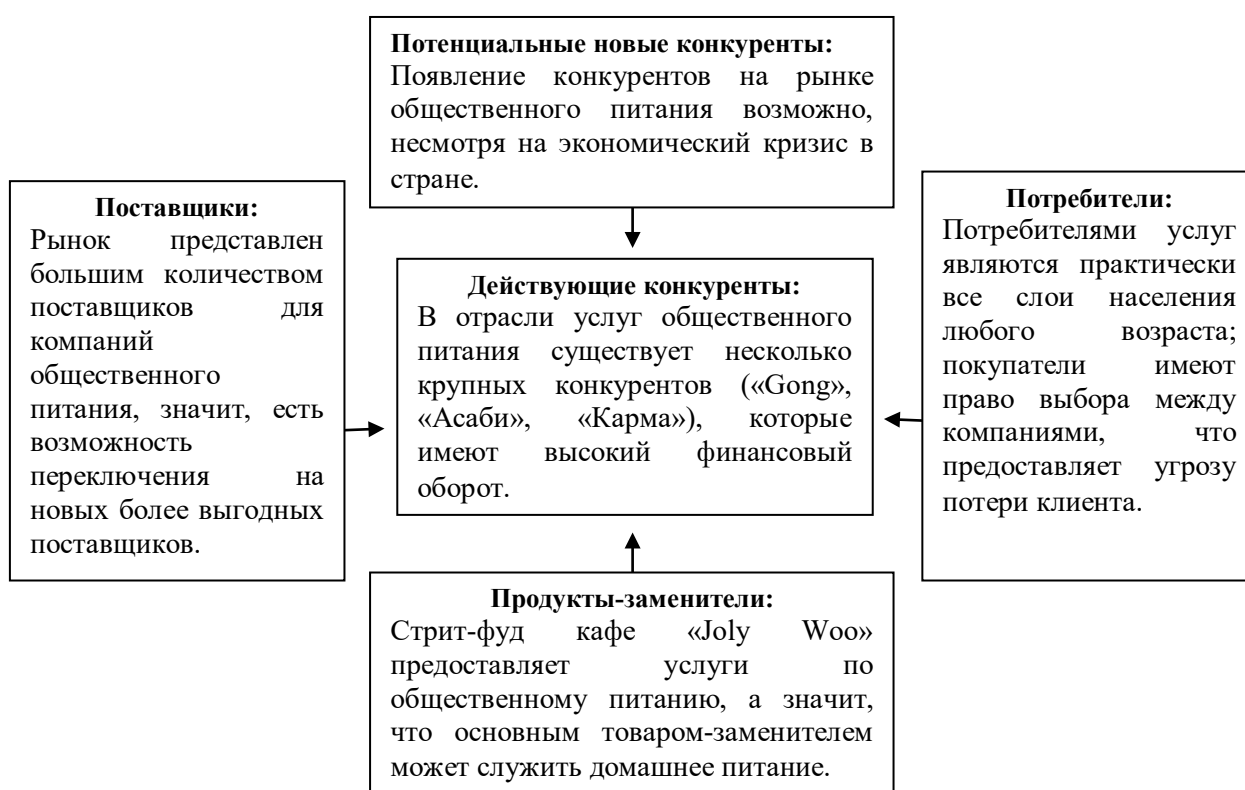 Потенциальные новые конкуренты:
Появление конкурентов на рынке
общественного питания возможно,
несмотря на экономический кризис в
стране.
Поставщики:
Рынок представлен
большим количеством
поставщиков для
компаний
общественного
питания, значит, есть
возможность
переключения на
новых более выгодных
поставщиков.
Действующие конкуренты:
В отрасли услуг общественного
питания существует несколько
крупных конкурентов («Gong»,
«Асаби», «Карма»), которые
имеют высокий финансовый
оборот.
Потребители:
Потребителями услуг
являются практически
все слои населения
любого возраста;
покупатели имеют
право выбора между
компаниями, что
предоставляет угрозу
потери клиента.
Продукты-заменители:
Стрит-фуд кафе «Joly Woo»
предоставляет услуги по
общественному питанию, а значит,
что основным товаром-заменителем
может служить домашнее питание.